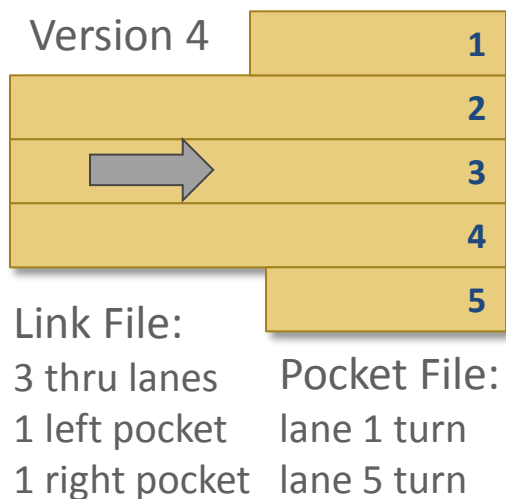 Version 4
1
2
3
4
5
Link File:
3 thru lanes
1 left pocket
1 right pocket
Pocket File:
lane 1 turn
lane 5 turn